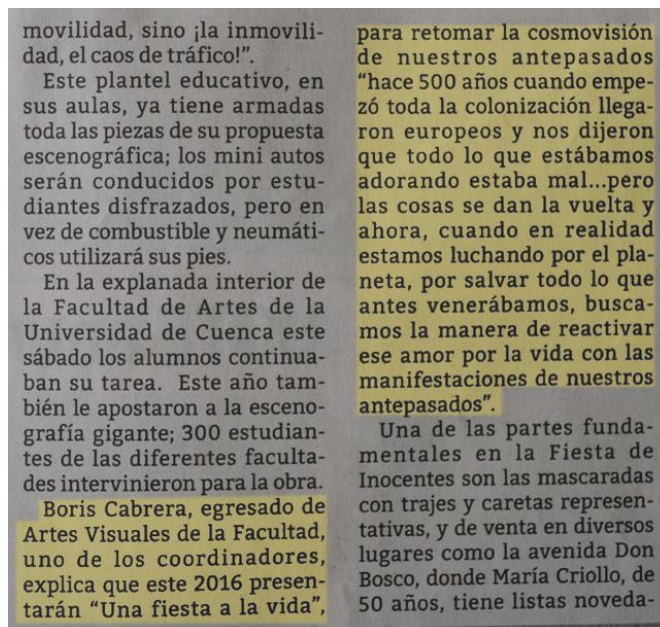 movilidad, sino ¡la inmovili-
dad, el caos de tráfico!”.
Este plantel educativo, en
sus aulas, ya tiene armadas
toda las piezas de su propuesta
escenográfica; los mini autos
serán conducidos por estu-
diantes disfrazados, pero en
vez de combustible y neumáti-
cos utilizará sus pies.
En la explanada interior de
la Facultad de Artes de la
Universidad de Cuenca este
sábado los alumnos continua-
ban su tarea. Este año tam-
bién le apostaron a la esceno-
grafía gigante; 300 estudian-
tes de las diferentes faculta-
des intervinieron para la obra.
Boris Cabrera, egresado de
Artes Visuales de la Facultad,
uno de los coordinadores,
explica que este 2016 presen-
tarán “Una fiesta a la vida”,
para retomar la cosmovisión
de nuestros antepasados
“hace 500 años cuando empe-
zó toda la colonización llega-
ron europeos y nos dijeron
que todo lo que estábamos
adorando estaba mal...pero
las cosas se dan la vuelta y
ahora, cuando en realidad
estamos luchando por el pla-
neta, por salvar todo lo que
antes venerábamos, busca-
mos la manera de reactivar
ese amor por la vida con las
manifestaciones de nuestros
antepasados”.
Una de las partes funda-
mentales en la Fiesta de
Inocentes son las mascaradas
con trajes y caretas represen-
tativas, y de venta en diversos
lugares como la avenida Don
Bosco, donde María Criollo, de
50 años, tiene listas noveda-